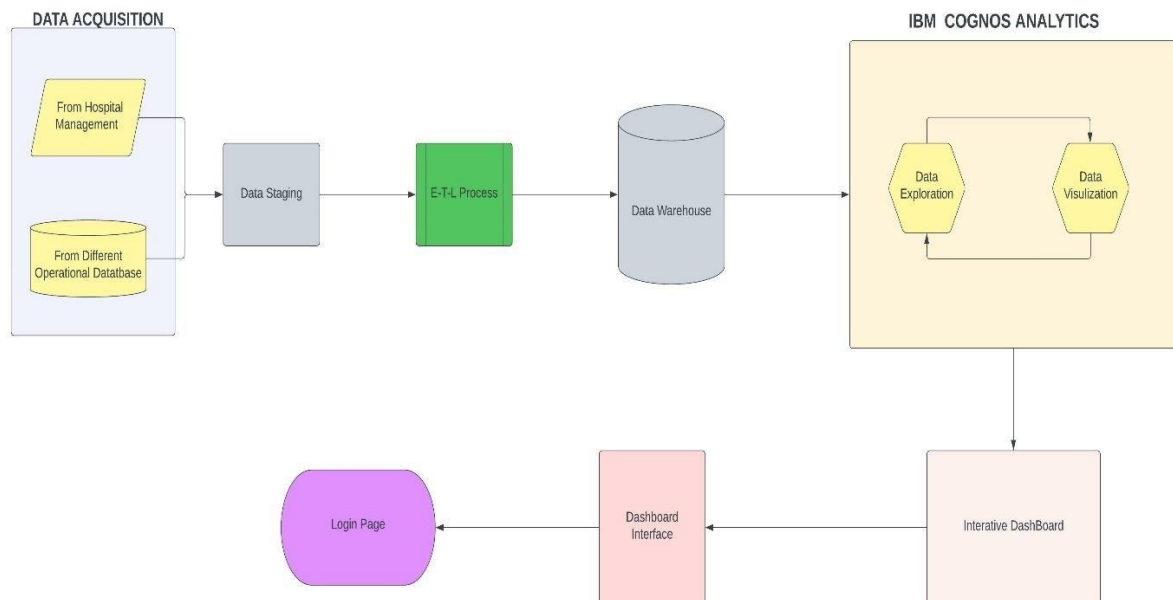 DATA ACQUISITION
IBM COGNOS ANALYTICS
From Hospital
Management
From Different
Operational Datatbase
Data Staging
E-T-L Process
Data Warehouse
Data
Exploration
Data
Visulization
Login Page
Dashboard
Interface
Interative DashBoard